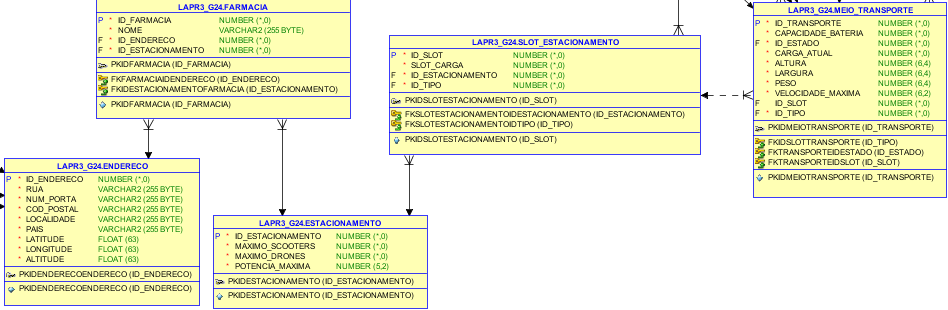 LAPR3_G24.FARMACIA
P * ID_FARMACIA NUMBER (*,0)
* NOME VARCHAR2 (255 BYTE)
F * ID_ENDERECO NUMBER (*,0)
F * ID_ESTACIONAMENTO NUMBER (*,0)
PKIDFARMACIA (ID_FARMACIA)
FKFARMACIAIDENDERECO (ID_ENDERECO)
FKIDESTACIONAMENTOFARMACIA (ID_ESTACIONAMENTO)
PKIDFARMACIA (ID_FARMACIA)
LAPR3_G24.SLOT_ESTACIONAMENTO
P * ID_SLOT NUMBER (*,0)
* SLOT_CARGA NUMBER (*,0)
F * ID_ESTACIONAMENTO NUMBER (*,0)
F * ID_TIPO NUMBER (*,0)
PKIDSLOTESTACIONAMENTO (ID_SLOT)
FKSLOTESTACIONAMENTOIDESTACIONAMENTO (ID_ESTACIONAMENTO)
FKSLOTESTACIONAMENTOIDTIPO (ID_TIPO)
PKIDSLOTESTACIONAMENTO (ID_SLOT)
LAPR3_G24.MEIO_TRANSPORTE
P * ID_TRANSPORTE NUMBER (*,0)
* CAPACIDADE_BATERIA NUMBER (*,0)
F * ID_ESTADO NUMBER (*,0)
* CARGA_ATUAL NUMBER (*,0)
* ALTURA NUMBER (6,4)
* LARGURA NUMBER (6,4)
* PESO NUMBER (6,4)
* VELOCIDADE_MAXIMA NUMBER (6,2)
F ID_SLOT NUMBER (*,0)
F * ID_TIPO NUMBER (*,0)
PKIDMEIOTRANSPORTE (ID_TRANSPORTE)
FKIDSLOTTRANSPORTE (ID_TIPO)
FKTRANSPORTEIDESTADO (ID_ESTADO)
FKTRANSPORTEIDSLOT (ID_SLOT)
PKIDMEIOTRANSPORTE (ID_TRANSPORTE)
LAPR3_G24.ENDERECO
P * ID_ENDERECO NUMBER (*,0)
* RUA VARCHAR2 (255 BYTE)
* NUM_PORTA VARCHAR2 (255 BYTE)
* COD_POSTAL VARCHAR2 (255 BYTE)
* LOCALIDADE VARCHAR2 (255 BYTE)
* PAIS VARCHAR2 (255 BYTE)
* LATITUDE FLOAT (63)
* LONGITUDE FLOAT (63)
* ALTITUDE FLOAT (63)
PKIDENDERECOENDERECO (ID_ENDERECO)
PKIDENDERECOENDERECO (ID_ENDERECO)
LAPR3_G24.ESTACIONAMENTO
P * ID_ESTACIONAMENTO NUMBER (*,0)
* MAXIMO_SCOOTERS NUMBER (*,0)
* MAXIMO_DRONES NUMBER (*,0)
* POTENCIA_MAXIMA NUMBER (5,2)
PKIDESTACIONAMENTO (ID_ESTACIONAMENTO)
PKIDESTACIONAMENTO (ID_ESTACIONAMENTO)